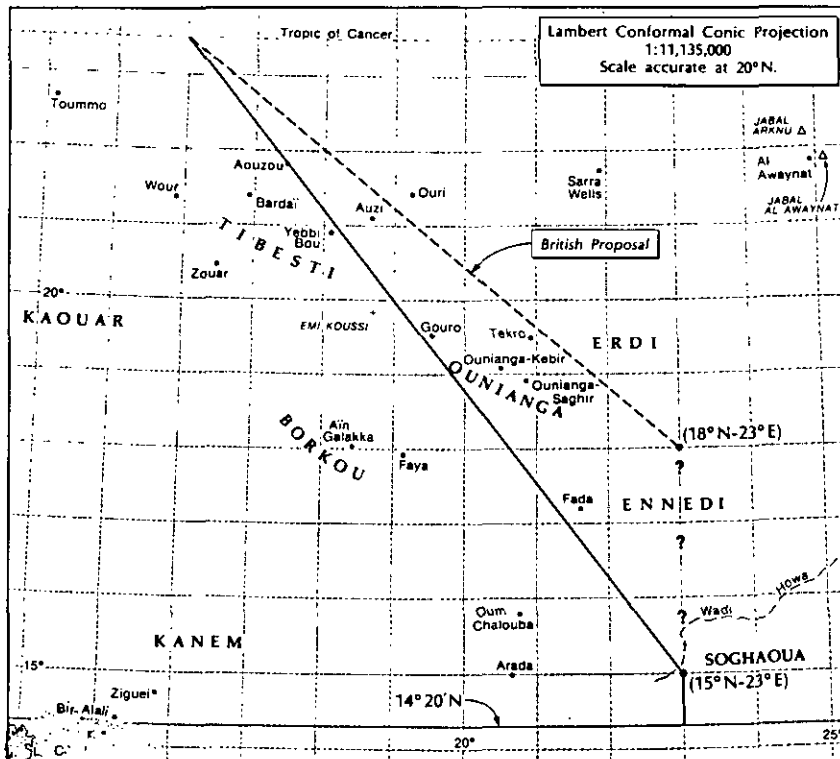 Tropic of Cancer
Lambert Conformal Conic Projection
1:11,135,000
Scale accurate at 20°N.
Toummo
JABAL
ARKNU
Al
Awaynat
JABAL
AL AWAYNAT
Aouzou
Wour
Bardaï
Ouri
Sarra
Wells
Auzi
Yebbi
Bou
TIBESTI
British Proposal
Zouar
20°
KAOUAR
EMI KOUSSI
Gouro
Tekro
ERDI
Ounianga-Kebir
OUNIANGA
Ounianga-
Saghir
Aïn
Galakka
BORKOU
Faya
(18°N-23°E)
?
Fada
ENNEDI
?
Howa
Oum
Chalouba
?
Wadi
KANEM
15°
Arada
SOGHAOUA
(15°N-23°E)
Ziguei
14°20'N
Bir-Alali
20°
25°